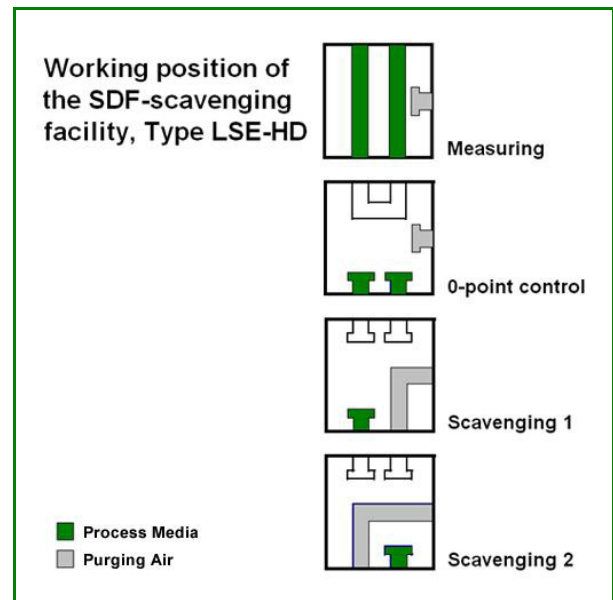 Working position of
the SDF-scavenging
facility, Type LSE-HD
Measuring
0-point control
Scavenging 1
Scavenging 2
Process Media
Purging Air